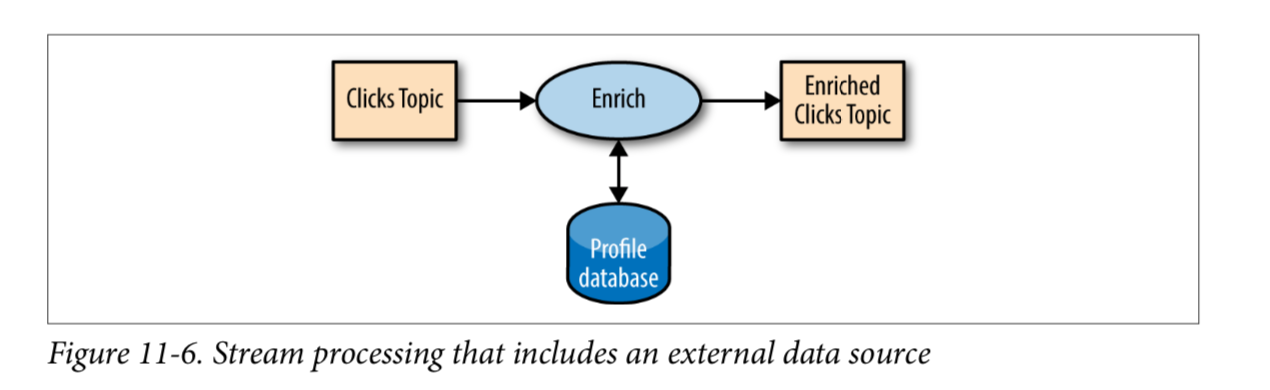 Clicks Topic
Enrich
Enriched
Clicks Topic
Profile
database
Figure 11-6. Stream processing that includes an external data source